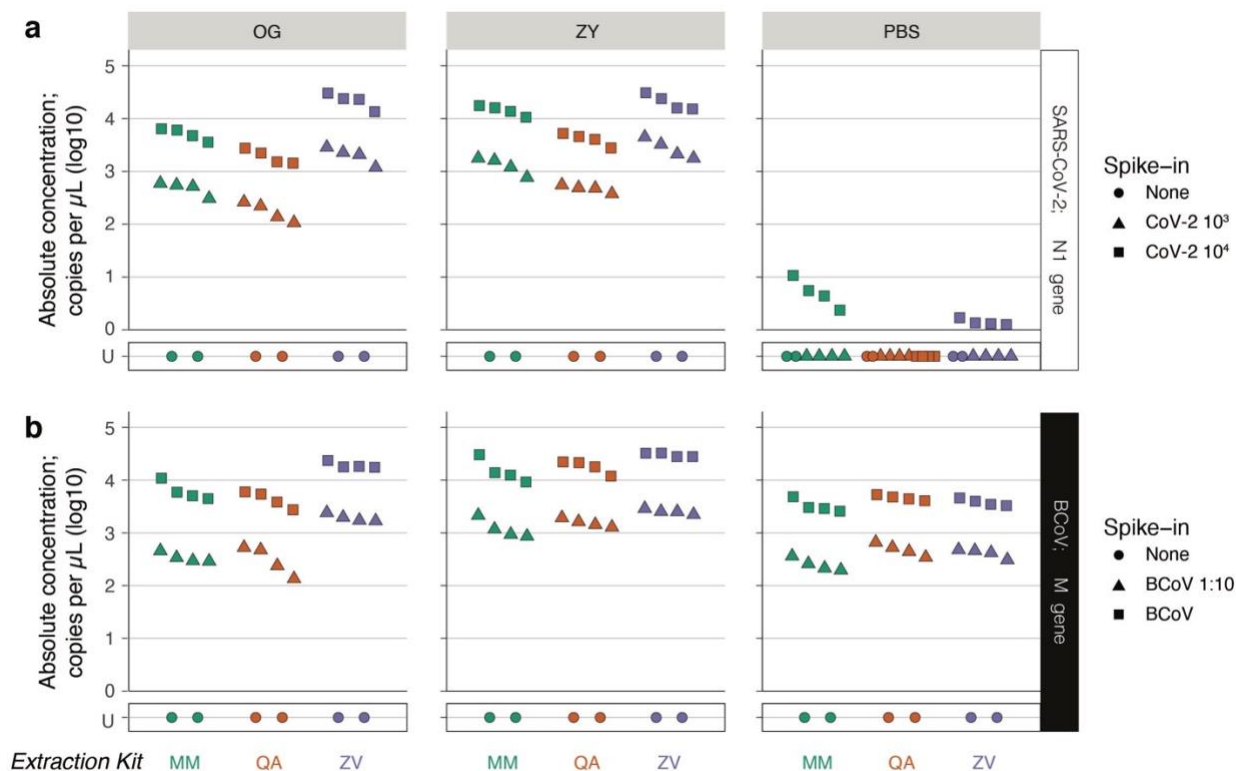 a
OG ZY PBS
5
4
3
2
1
0
U
Absolute concentration;
copies per µL (log10)
SARS-CoV-2; N1 gene
Spike–in
None
CoV-2 10³
CoV-2 10⁴
b
5
4
3
2
1
0
U
Absolute concentration;
copies per µL (log10)
BCoV; M gene
Spike–in
None
BCoV 1:10
BCoV
Extraction Kit MM QA ZV MM QA ZV MM QA ZV